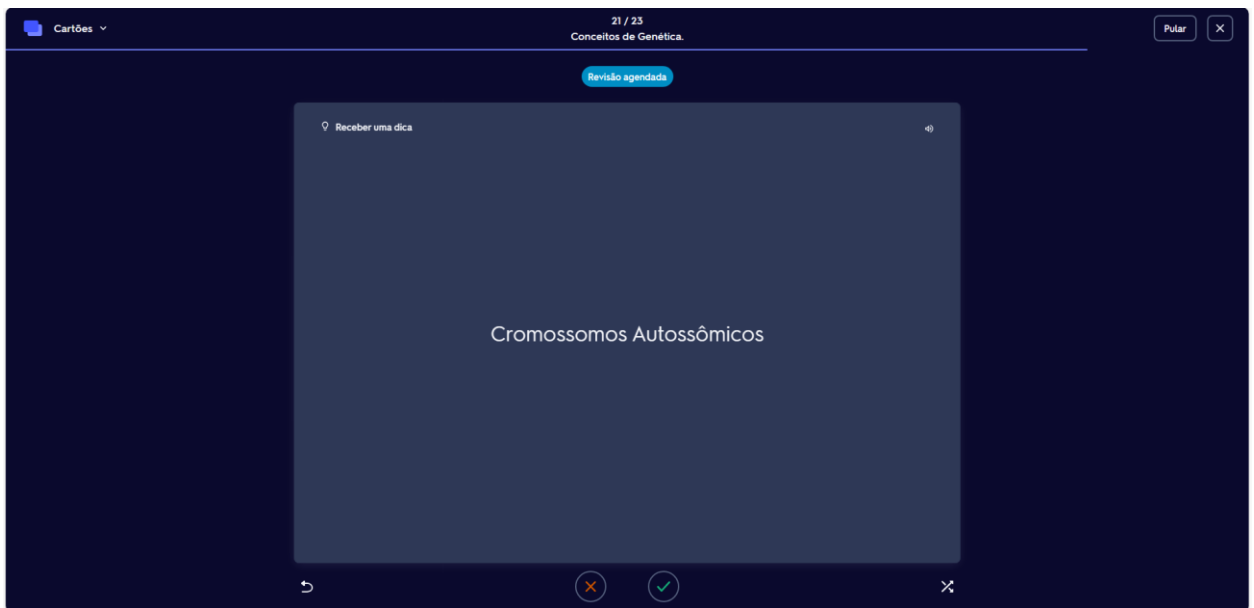 Cartões
21 / 23
Conceitos de Genética.
Pular
Revisão agendada
Receber uma dica
Cromossomos Autossômicos